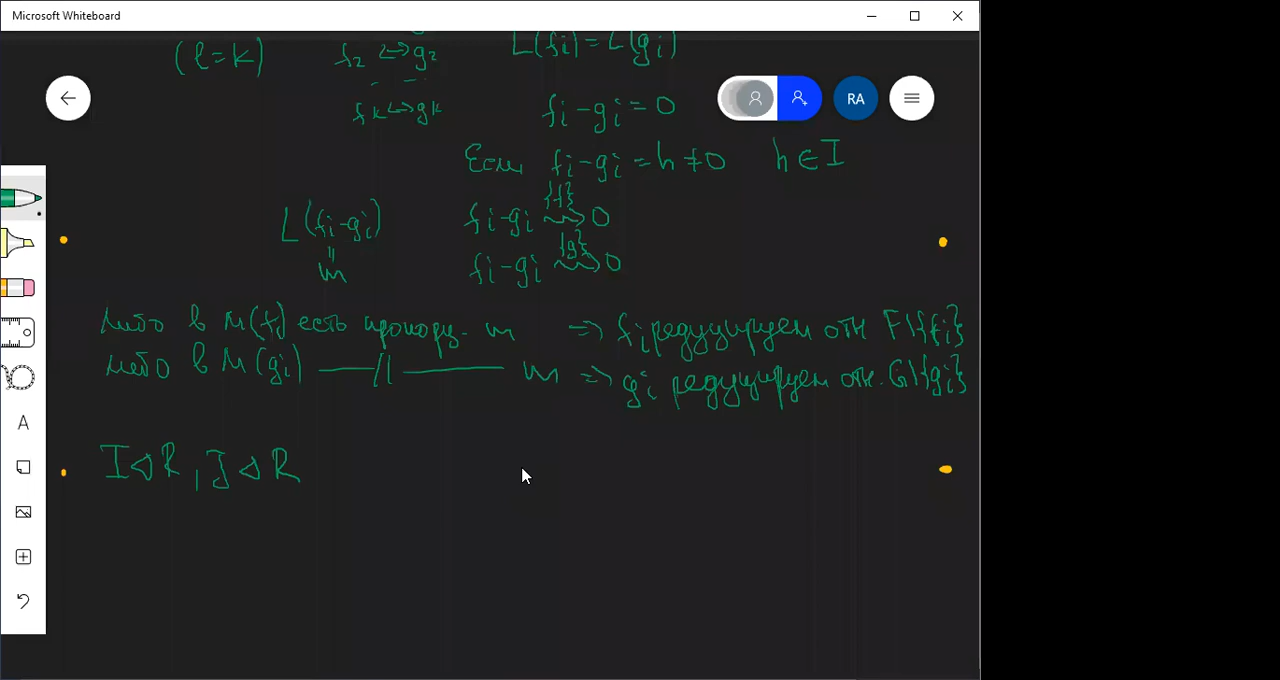 Microsoft Whiteboard
(l=k) f₂ ↔ g₂ L(fᵢ)=L(gᵢ)
fₖ ↔ gₖ fᵢ-gᵢ=0
RA
Если fᵢ-gᵢ=h≠0 h∈I
L(fᵢ-gᵢ) fᵢ-gᵢ {f}⇝ 0
= m fᵢ-gᵢ {g}⇝ 0
либо в M(fᵢ) есть пропорц. m => fᵢ редуцируем отн F\{fᵢ}
либо в M(gᵢ) —//— m => gᵢ редуцируем отн. G\{gᵢ}
I ◁ R, J ◁ R
A